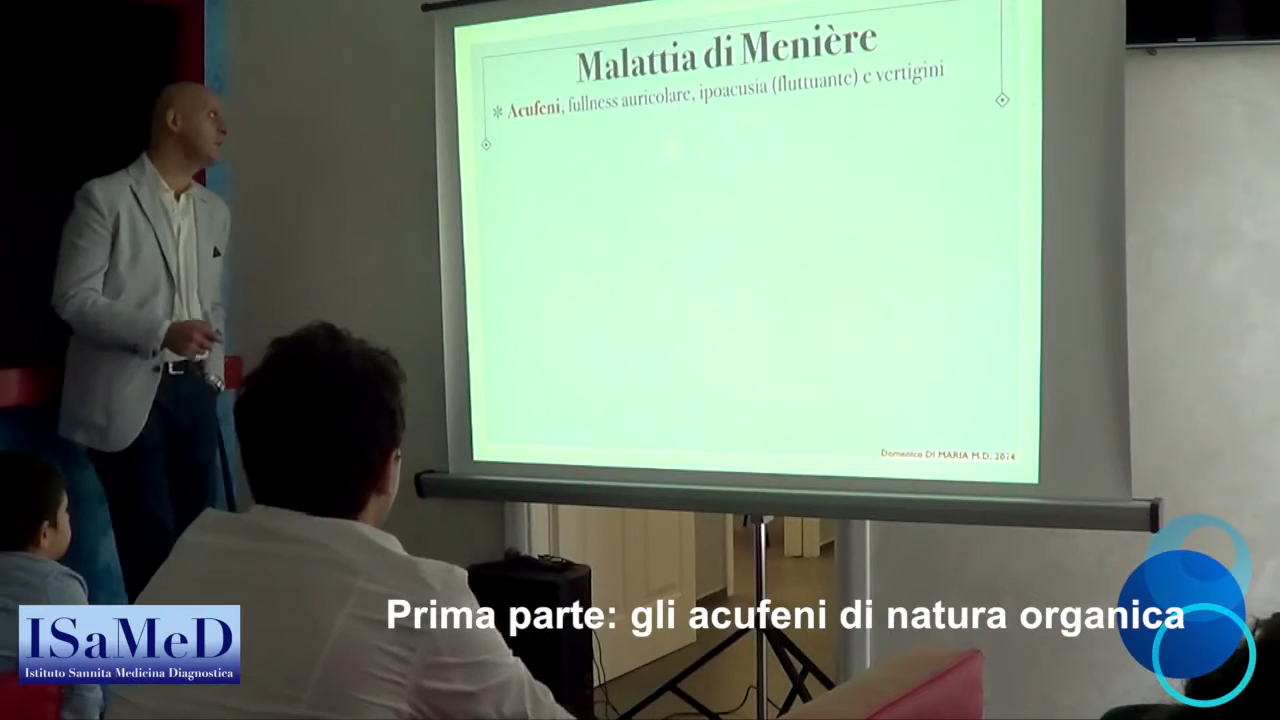 Malattia di Menière
* Acufeni, fullness auricolare, ipoacusia (fluttuante) e vertigini
Domenico DI MARIA M.D. 2014
Prima parte: gli acufeni di natura organica
ISaMeD
Istituto Sannita Medicina Diagnostica